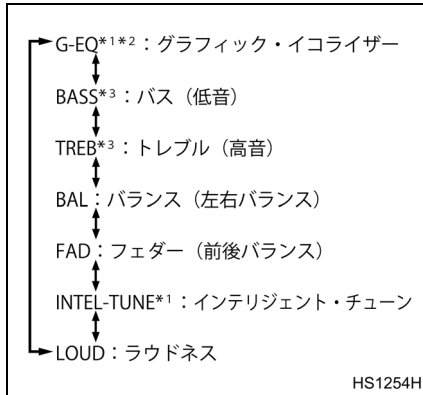 G-EQ*1*2：グラフィック・イコライザー
BASS*3：バス（低音）
TREB*3：トレブル（高音）
BAL：バランス（左右バランス）
FAD：フェダー（前後バランス）
INTEL-TUNE*1：インテリジェント・チューン
LOUD：ラウドネス
HS1254H